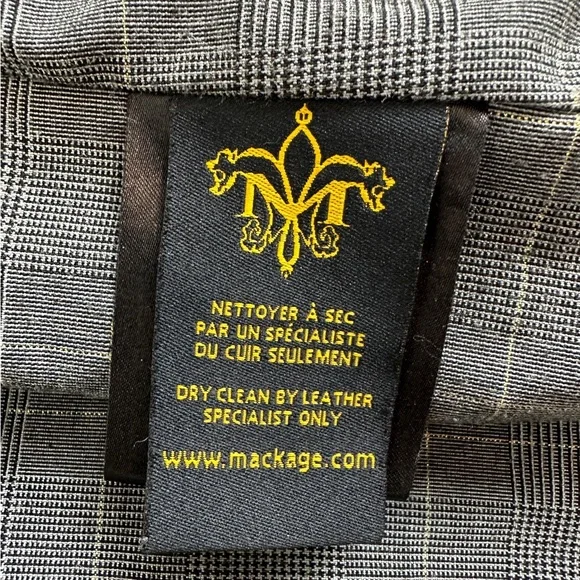 M
NETTOYER À SEC
PAR UN SPÉCIALISTE
DU CUIR SEULEMENT
DRY CLEAN BY LEATHER
SPECIALIST ONLY
www.mackage.com